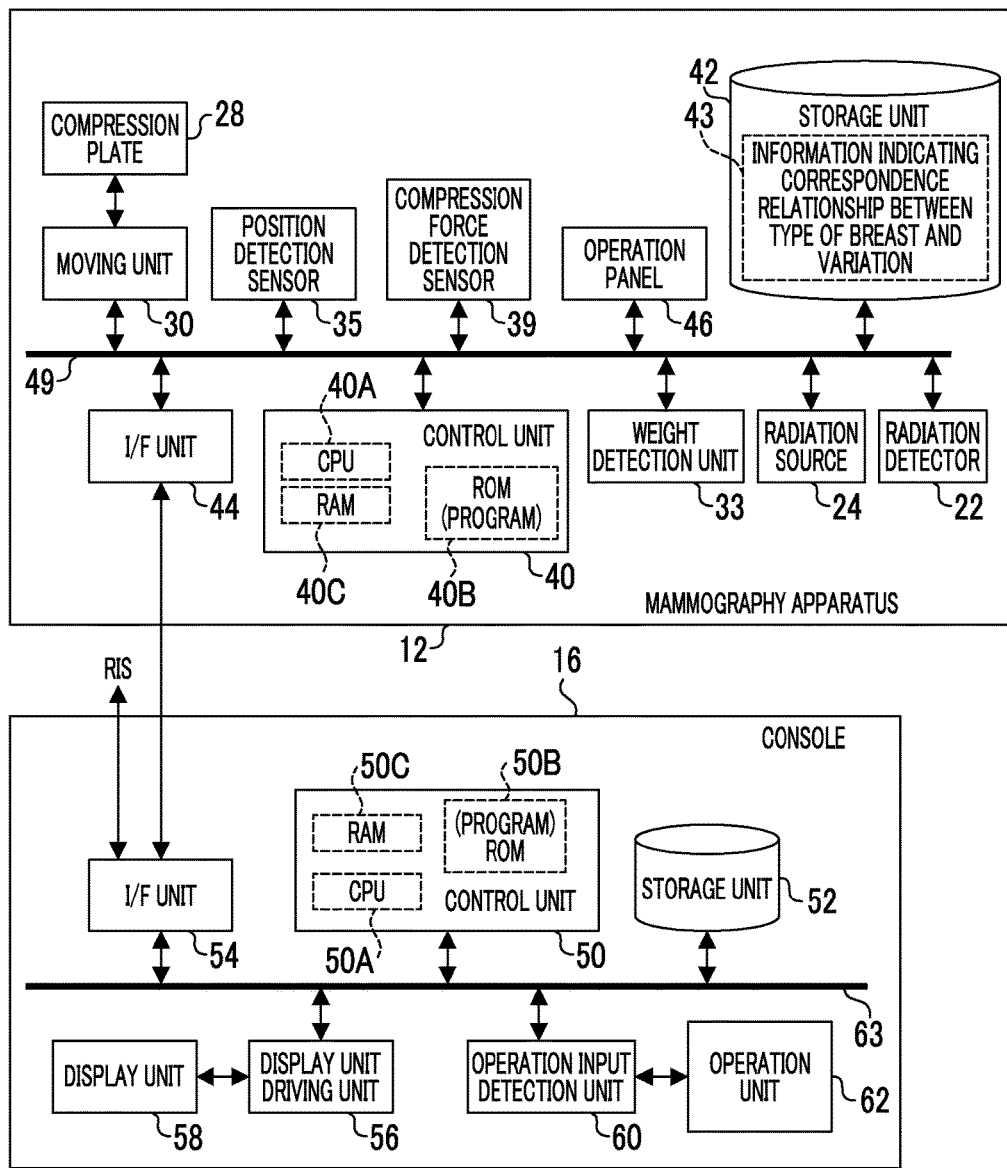 COMPRESSION
PLATE
28
MOVING UNIT
30
POSITION
DETECTION
SENSOR
35
COMPRESSION
FORCE
DETECTION
SENSOR
39
OPERATION
PANEL
46
42
STORAGE UNIT
43
INFORMATION INDICATING
CORRESPONDENCE
RELATIONSHIP BETWEEN
TYPE OF BREAST AND
VARIATION
49
I/F UNIT
44
40A
CONTROL UNIT
CPU
RAM
ROM
(PROGRAM)
40C
40B
40
WEIGHT
DETECTION UNIT
33
RADIATION
SOURCE
24
RADIATION
DETECTOR
22
MAMMOGRAPHY APPARATUS
12
RIS
16
CONSOLE
I/F UNIT
54
50C
50B
RAM
(PROGRAM)
ROM
CPU
CONTROL UNIT
50A
50
STORAGE UNIT
52
63
DISPLAY UNIT
58
DISPLAY UNIT
DRIVING UNIT
56
OPERATION INPUT
DETECTION UNIT
60
OPERATION
UNIT
62